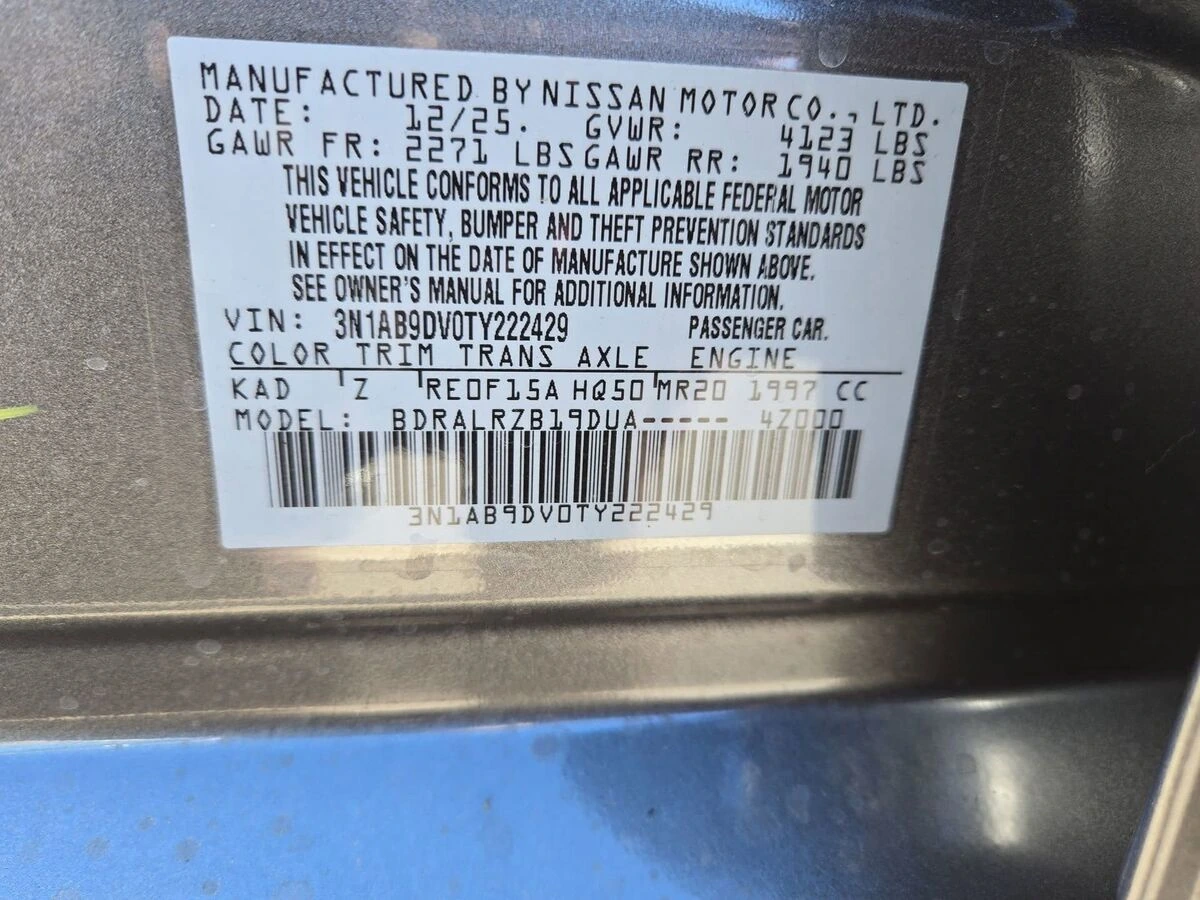 MANUFACTURED BY NISSAN MOTOR CO., LTD.
DATE: 12/25. GVWR: 4123 LBS
GAWR FR: 2271 LBS GAWR RR: 1940 LBS
THIS VEHICLE CONFORMS TO ALL APPLICABLE FEDERAL MOTOR
VEHICLE SAFETY, BUMPER AND THEFT PREVENTION STANDARDS
IN EFFECT ON THE DATE OF MANUFACTURE SHOWN ABOVE.
SEE OWNER'S MANUAL FOR ADDITIONAL INFORMATION.
VIN: 3N1AB9DV0TY222429 PASSENGER CAR.
COLOR TRIM TRANS AXLE ENGINE
KAD Z RE0F15A HQ50 MR20 1997 CC
MODEL: BDRALRZB19DUA----- 4Z000
3N1AB9DV0TY222429